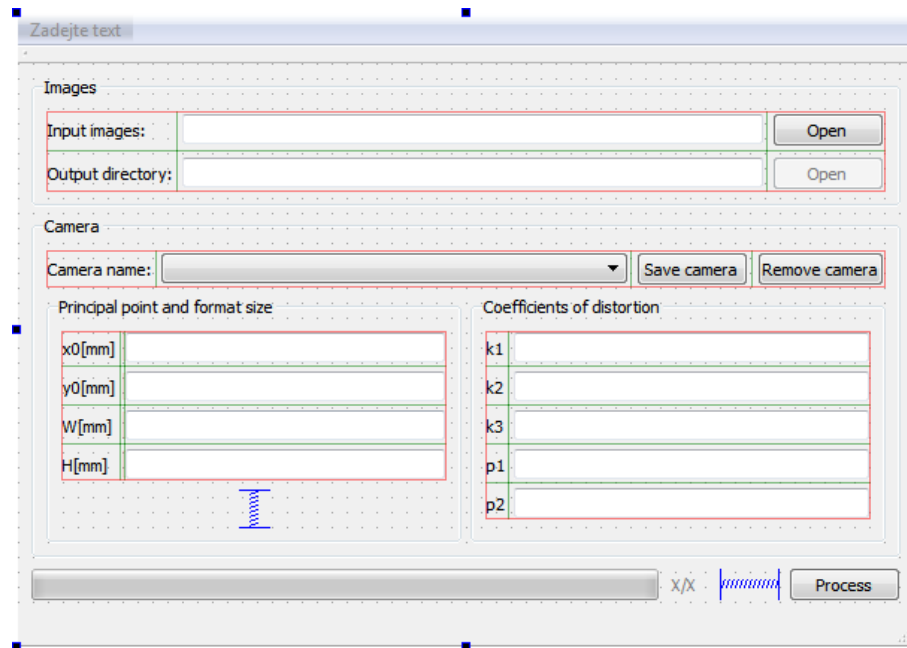 Zadejte text
Images
Input images: Open
Output directory: Open
Camera
Camera name: Save camera Remove camera
Principal point and format size Coefficients of distortion
x0[mm] k1
y0[mm] k2
W[mm] k3
H[mm] p1
p2
X/X Process